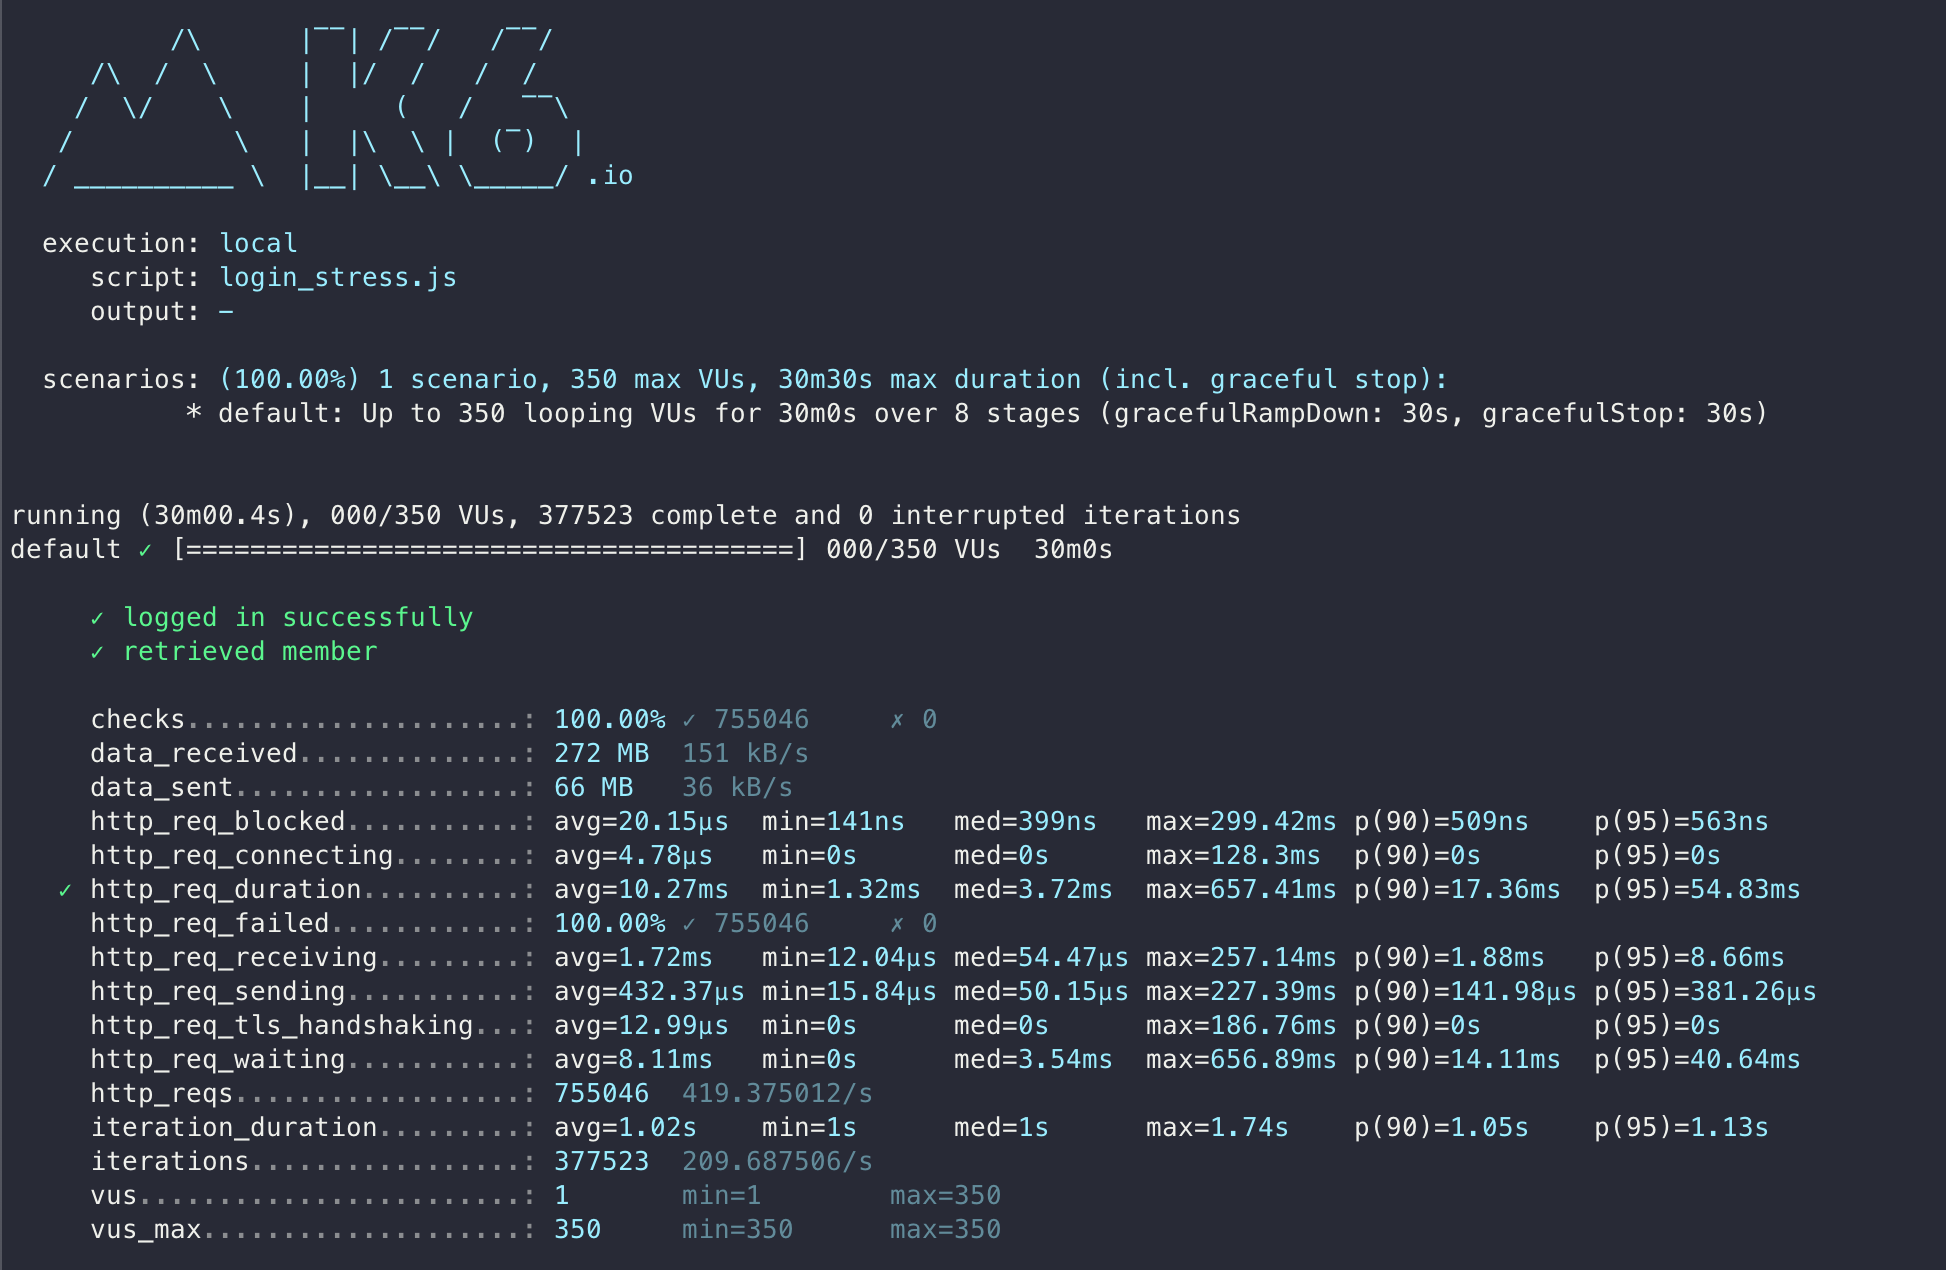 /\      |‾‾| /‾‾/   /‾‾/
     /\  /  \     |  |/  /   /  /
    /  \/    \    |     (   /   ‾‾\
   /          \   |  |\  \ |  (‾)  |
  / __________ \  |__| \__\ \_____/ .io
execution: local
script: login_stress.js
output: -
scenarios: (100.00%) 1 scenario, 350 max VUs, 30m30s max duration (incl. graceful stop):
* default: Up to 350 looping VUs for 30m0s over 8 stages (gracefulRampDown: 30s, gracefulStop: 30s)
running (30m00.4s), 000/350 VUs, 377523 complete and 0 interrupted iterations
default ✓ [======================================] 000/350 VUs  30m0s
✓ logged in successfully
✓ retrieved member
checks.....................: 100.00% ✓ 755046     ✗ 0
data_received..............: 272 MB  151 kB/s
data_sent..................: 66 MB   36 kB/s
http_req_blocked...........: avg=20.15µs  min=141ns   med=399ns   max=299.42ms p(90)=509ns    p(95)=563ns
http_req_connecting........: avg=4.78µs   min=0s      med=0s      max=128.3ms  p(90)=0s       p(95)=0s
✓ http_req_duration..........: avg=10.27ms  min=1.32ms  med=3.72ms  max=657.41ms p(90)=17.36ms  p(95)=54.83ms
http_req_failed............: 100.00% ✓ 755046     ✗ 0
http_req_receiving.........: avg=1.72ms   min=12.04µs med=54.47µs max=257.14ms p(90)=1.88ms   p(95)=8.66ms
http_req_sending...........: avg=432.37µs min=15.84µs med=50.15µs max=227.39ms p(90)=141.98µs p(95)=381.26µs
http_req_tls_handshaking...: avg=12.99µs  min=0s      med=0s      max=186.76ms p(90)=0s       p(95)=0s
http_req_waiting...........: avg=8.11ms   min=0s      med=3.54ms  max=656.89ms p(90)=14.11ms  p(95)=40.64ms
http_reqs..................: 755046  419.375012/s
iteration_duration.........: avg=1.02s    min=1s      med=1s      max=1.74s    p(90)=1.05s    p(95)=1.13s
iterations.................: 377523  209.687506/s
vus........................: 1       min=1        max=350
vus_max....................: 350     min=350      max=350